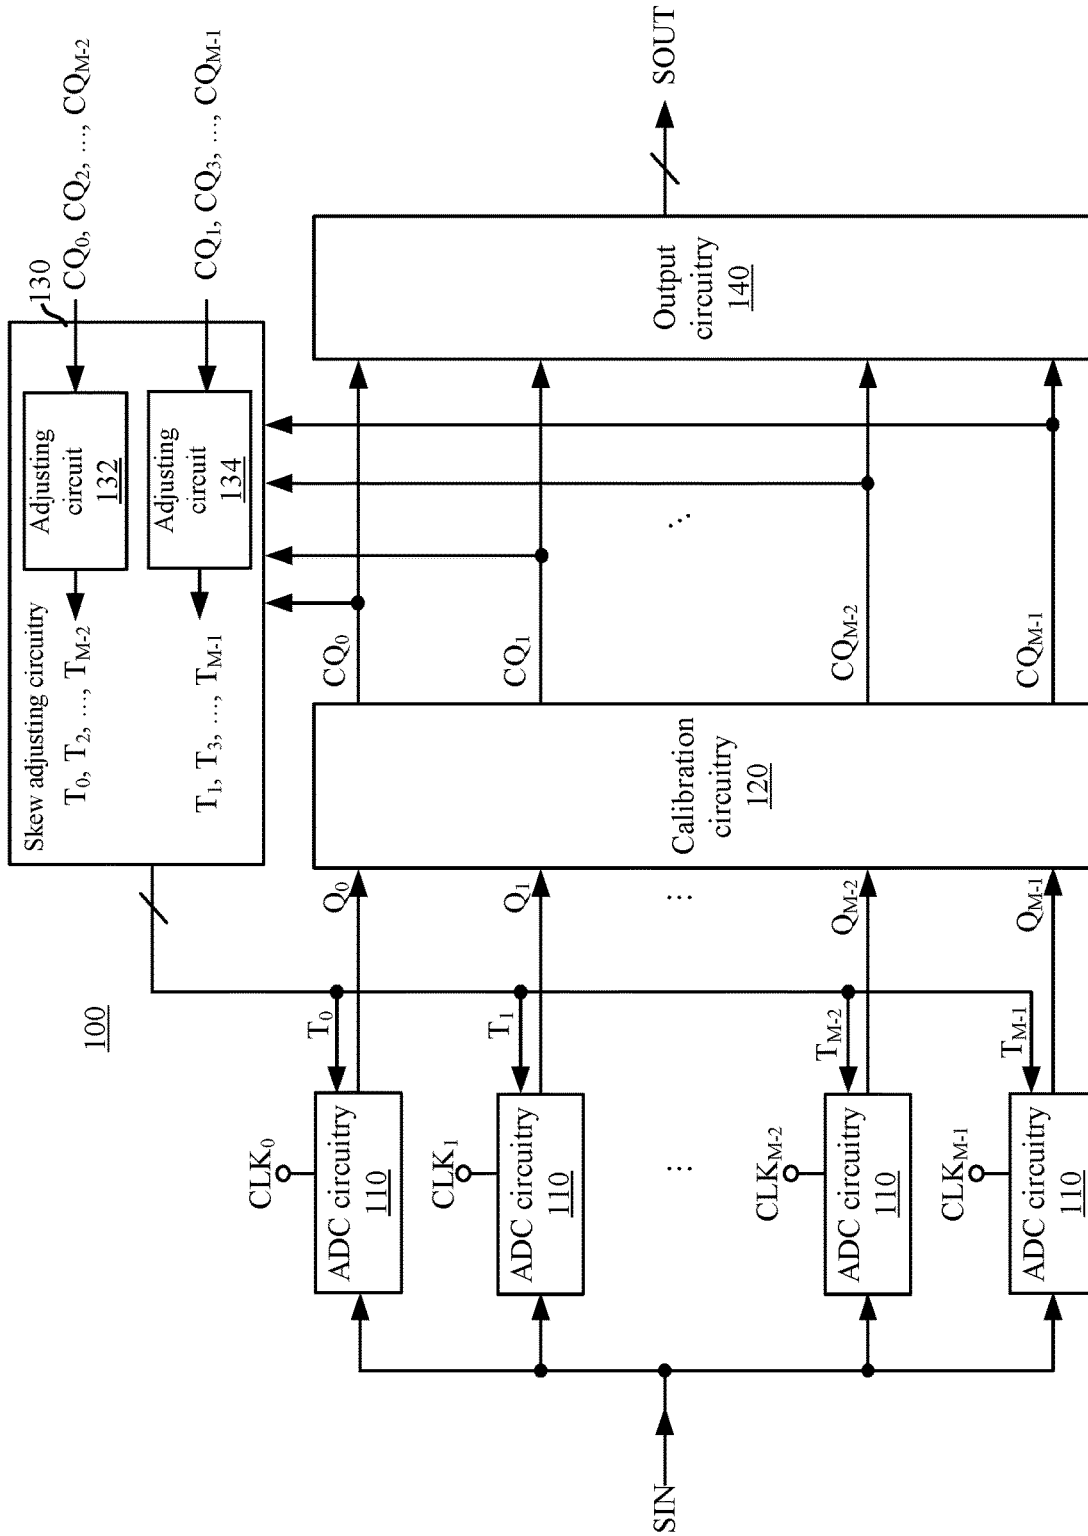 100
Skew adjusting circuitry
130
T0, T2, ..., TM-2
Adjusting
circuit
132
CQ0, CQ2, ..., CQM-2
T1, T3, ..., TM-1
Adjusting
circuit
134
CQ1, CQ3, ..., CQM-1
SIN
CLK0
ADC circuitry
110
T0
Q0
CLK1
ADC circuitry
110
T1
Q1
...
...
CLKM-2
ADC circuitry
110
TM-2
QM-2
CLKM-1
ADC circuitry
110
TM-1
QM-1
Calibration
circuitry
120
CQ0
CQ1
...
CQM-2
CQM-1
Output
circuitry
140
SOUT